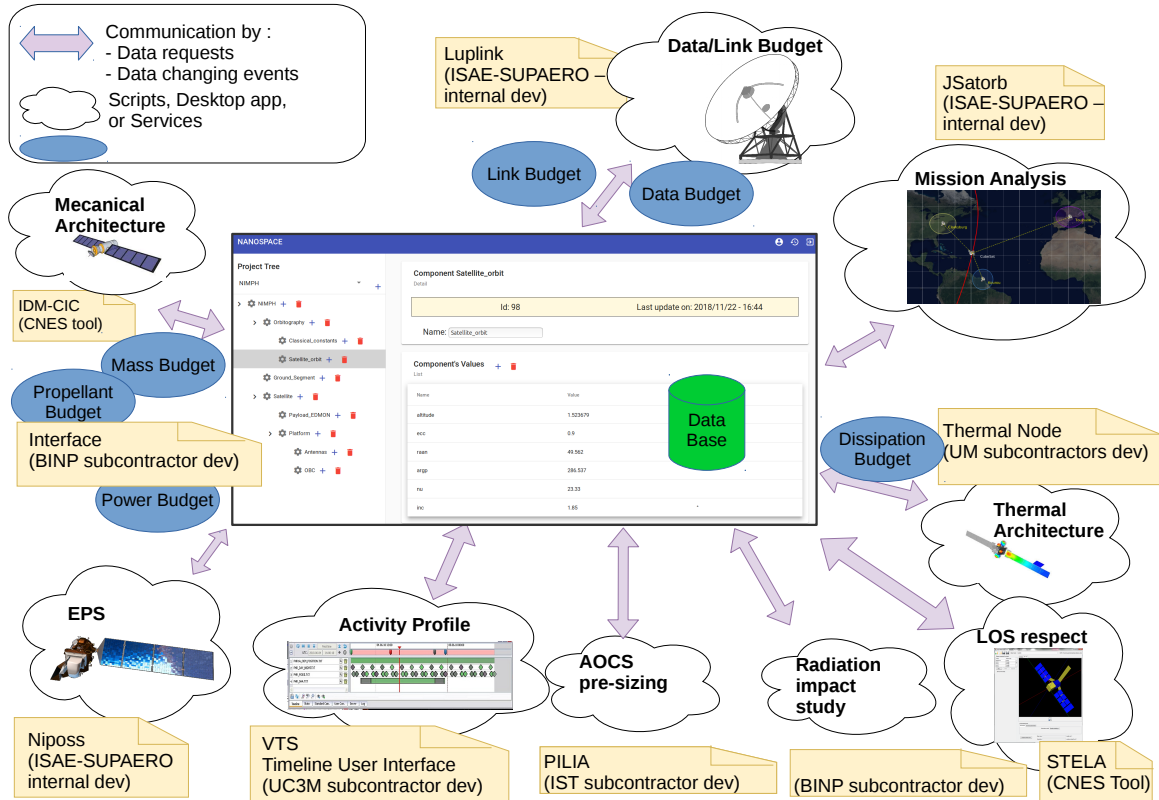 Communication by :
- Data requests
- Data changing events
Scripts, Desktop app,
or Services
Luplink
(ISAE-SUPAERO –
internal dev)
Data/Link Budget
JSatorb
(ISAE-SUPAERO –
internal dev)
Link Budget
Data Budget
Mission Analysis
Mecanical
Architecture
IDM-CIC
(CNES tool)
Mass Budget
Propellant
Budget
Interface
(BINP subcontractor dev)
Power Budget
NANOSPACE
Project Tree
NIMPH
NIMPH
Orbitography
Classical_constants
Satellite_orbit
Ground_Segment
Satellite
Payload_EDMON
Platform
Antennas
OBC
Component Satellite_orbit
Detail
Id: 98
Last update on: 2018/11/22 - 16:44
Name: Satellite_orbit
Component's Values
List
Name Value
altitude 1.523679
ecc 0.9
raan 49.562
argp 286.537
nu 23.33
inc 1.85
Data
Base
Dissipation
Budget
Thermal Node
(UM subcontractors dev)
Thermal
Architecture
EPS
Niposs
(ISAE-SUPAERO
internal dev)
Activity Profile
VTS
Timeline User Interface
(UC3M subcontractor dev)
AOCS
pre-sizing
PILIA
(IST subcontractor dev)
Radiation
impact
study
(BINP subcontractor dev)
LOS respect
STELA
(CNES Tool)